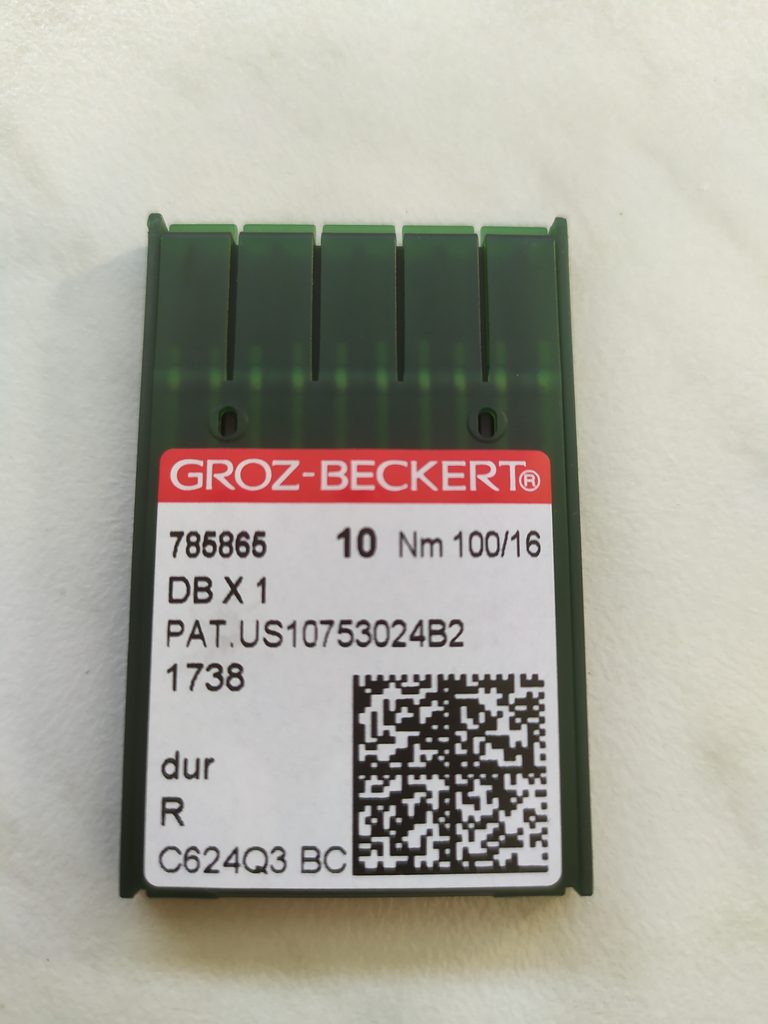 GROZ-BECKERT®
785865 10 Nm 100/16
DB X 1
PAT.US10753024B2
1738
dur
R
C624Q3 BC